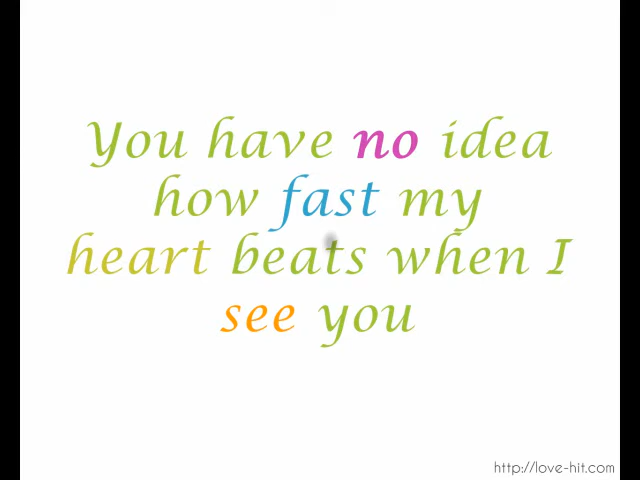 You have no idea
how fast my
heart beats when I
see you
http://love-hit.com